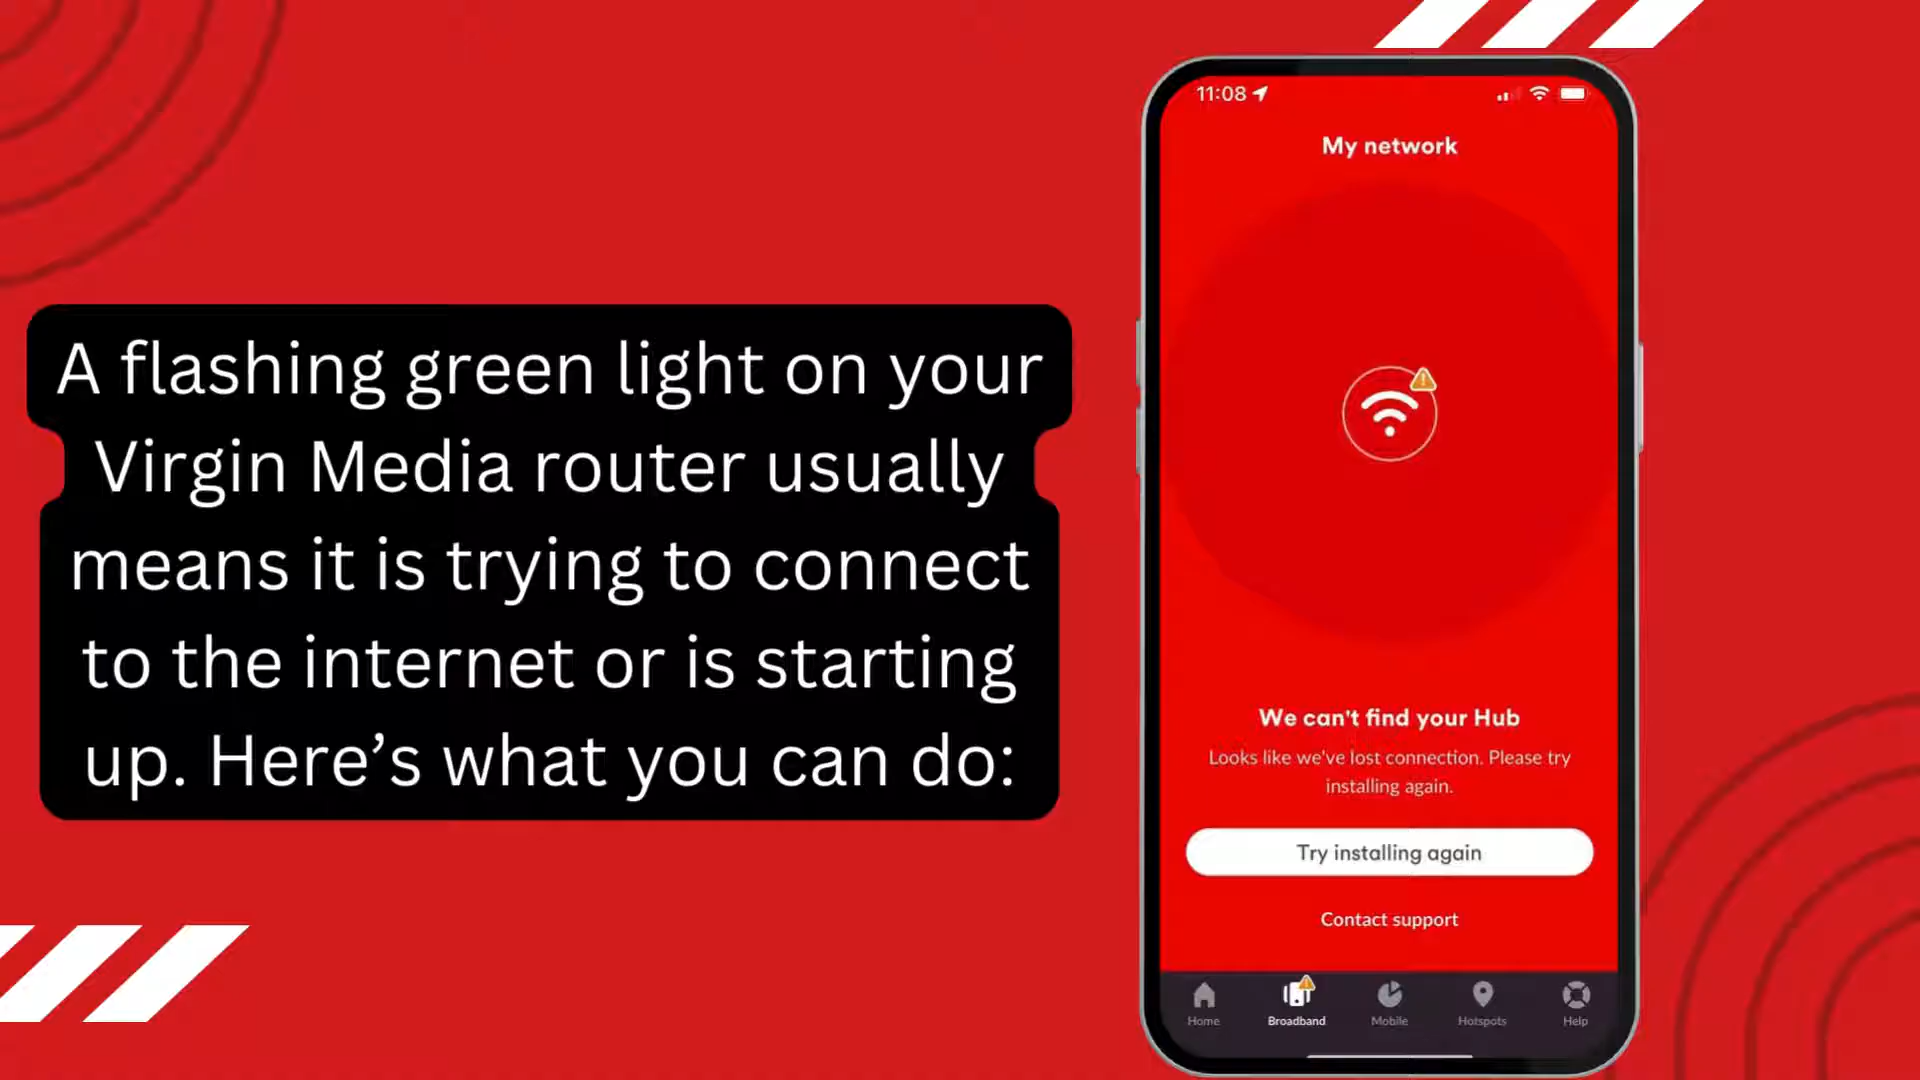 A flashing green light on your
Virgin Media router usually
means it is trying to connect
to the internet or is starting
up. Here’s what you can do:
11:08
My network
We can't find your Hub
Looks like we've lost connection. Please try
installing again.
Try installing again
Contact support
Home
Broadband
Mobile
Hotspots
Help